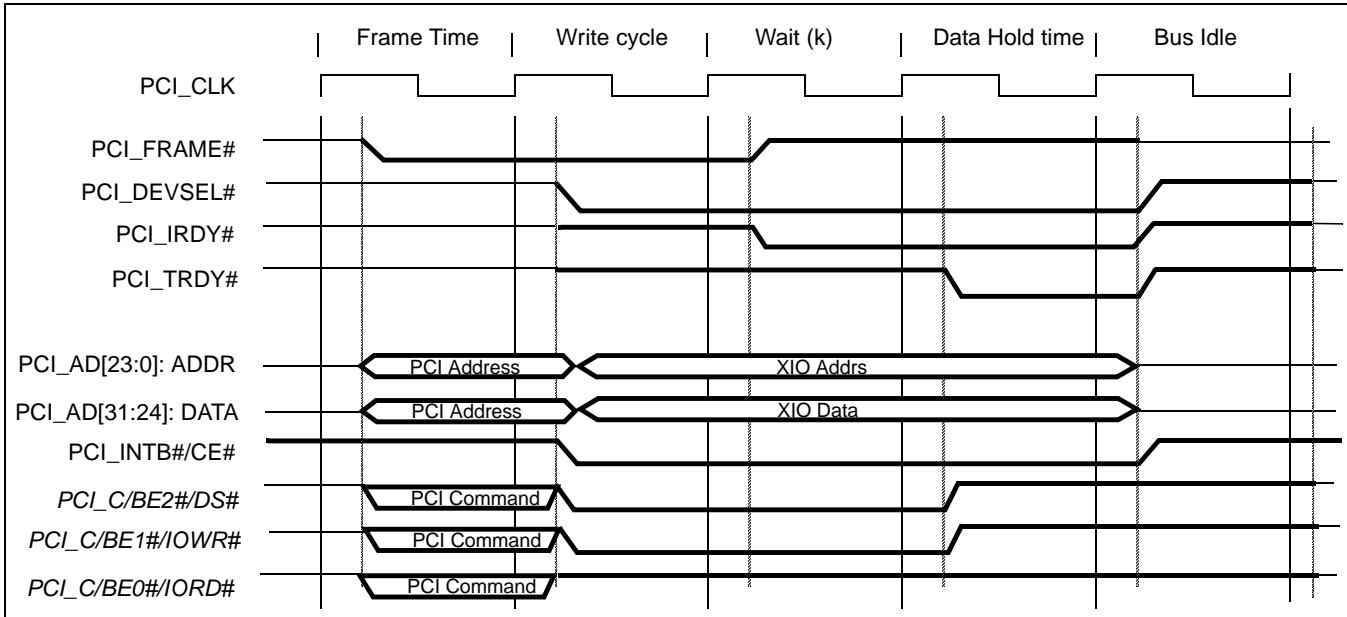 Frame Time Write cycle Wait (k) Data Hold time Bus Idle
PCI_CLK
PCI_FRAME#
PCI_DEVSEL#
PCI_IRDY#
PCI_TRDY#
PCI_AD[23:0]: ADDR PCI Address XIO Addrs
PCI_AD[31:24]: DATA PCI Address XIO Data
PCI_INTB#/CE#
PCI_C/BE2#/DS# PCI Command
PCI_C/BE1#/IOWR# PCI Command
PCI_C/BE0#/IORD# PCI Command